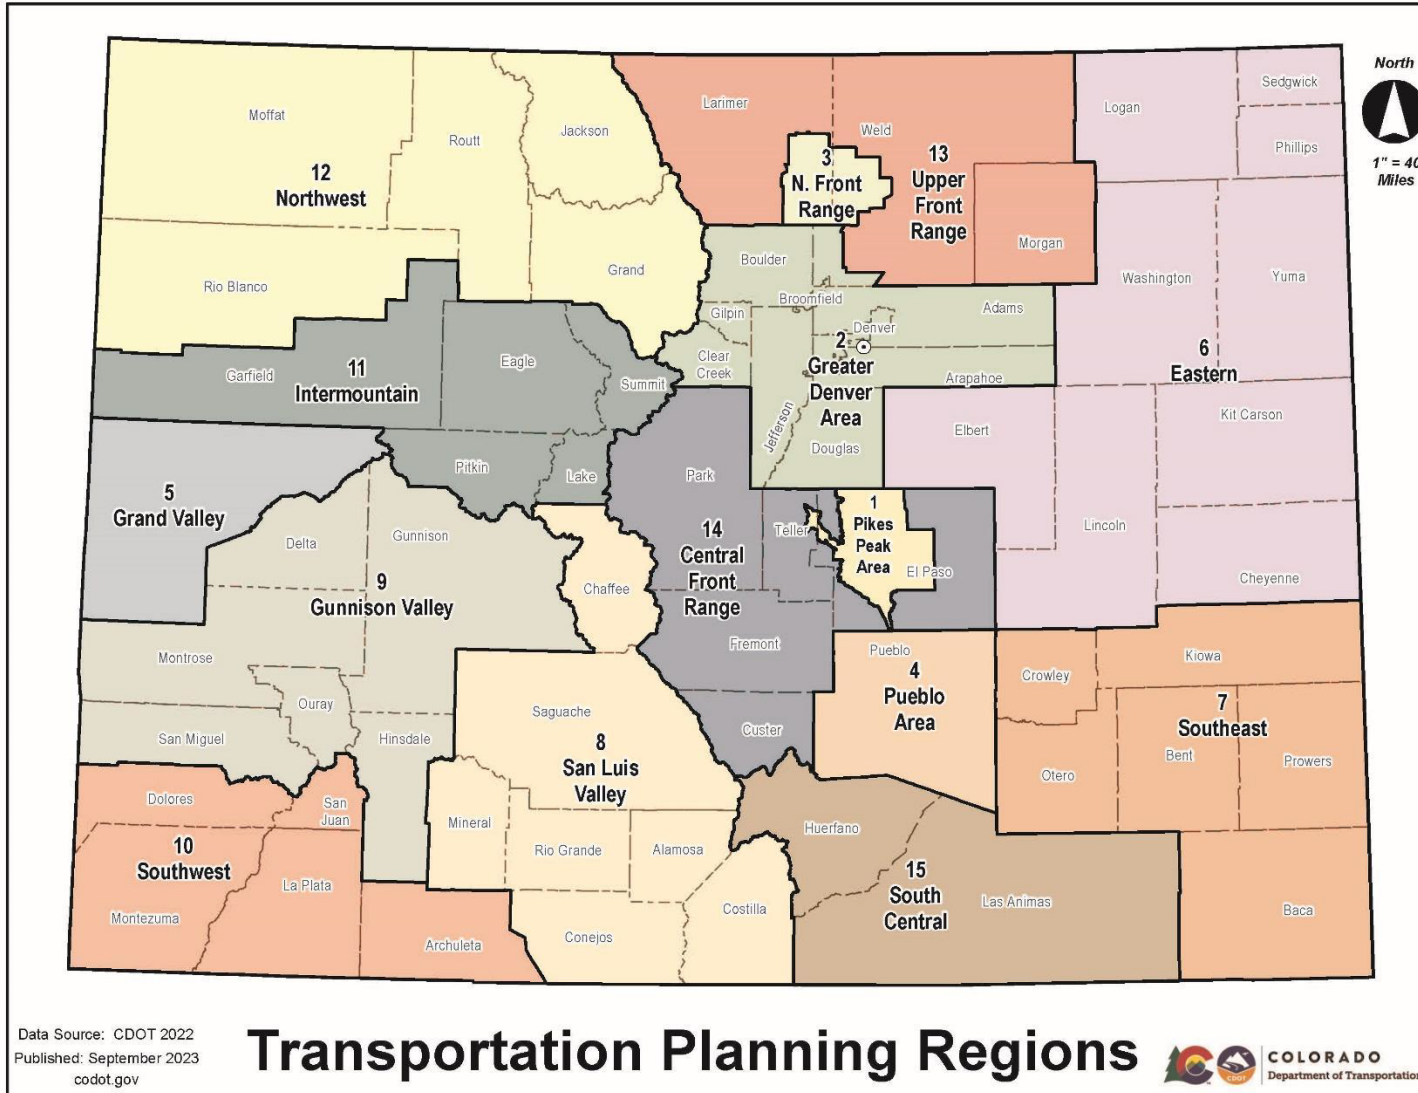 North
1" = 40
Miles
Moffat
Routt
Jackson
Larimer
Weld
Logan
Sedgwick
Phillips
12
Northwest
3
N. Front
Range
13
Upper
Front
Range
Morgan
Washington
Yuma
Rio Blanco
Grand
Boulder
Broomfield
Gilpin
Adams
Denver
Clear
Creek
2
Greater
Denver
Area
Arapahoe
Jefferson
Douglas
6
Eastern
Garfield
11
Intermountain
Eagle
Summit
Pitkin
Lake
Park
Elbert
Kit Carson
Lincoln
Cheyenne
5
Grand Valley
Delta
Gunnison
9
Gunnison Valley
Chaffee
14
Central
Front
Range
Teller
1
Pikes
Peak
Area
El Paso
Fremont
Montrose
Ouray
San Miguel
Hinsdale
Saguache
8
San Luis
Valley
Custer
Pueblo
4
Pueblo
Area
Crowley
Kiowa
7
Southeast
Otero
Bent
Prowers
Dolores
San
Juan
10
Southwest
Montezuma
La Plata
Archuleta
Mineral
Rio Grande
Alamosa
Conejos
Costilla
Huerfano
15
South
Central
Las Animas
Baca
Data Source: CDOT 2022
Published: September 2023
codot.gov
Transportation Planning Regions
CDOT
COLORADO
Department of Transportation